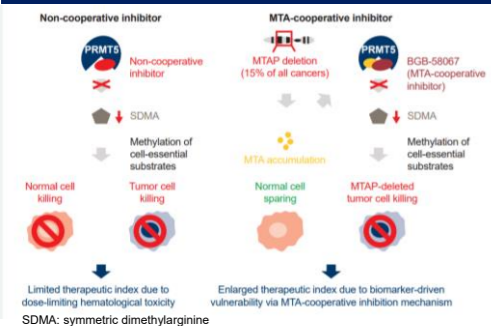 Non-cooperative inhibitor
PRMT5
Non-cooperative
inhibitor
SDMA
Methylation of
cell-essential
substrates
Normal cell
killing
Tumor cell
killing
Limited therapeutic index due to
dose-limiting hematological toxicity
MTA-cooperative inhibitor
MTAP deletion
(15% of all cancers)
PRMT5
BGB-58067
(MTA-cooperative
inhibitor)
SDMA
MTA accumulation
Methylation of
cell-essential
substrates
Normal cell
sparing
MTAP-deleted
tumor cell killing
Enlarged therapeutic index due to biomarker-driven
vulnerability via MTA-cooperative inhibition mechanism
SDMA: symmetric dimethylarginine